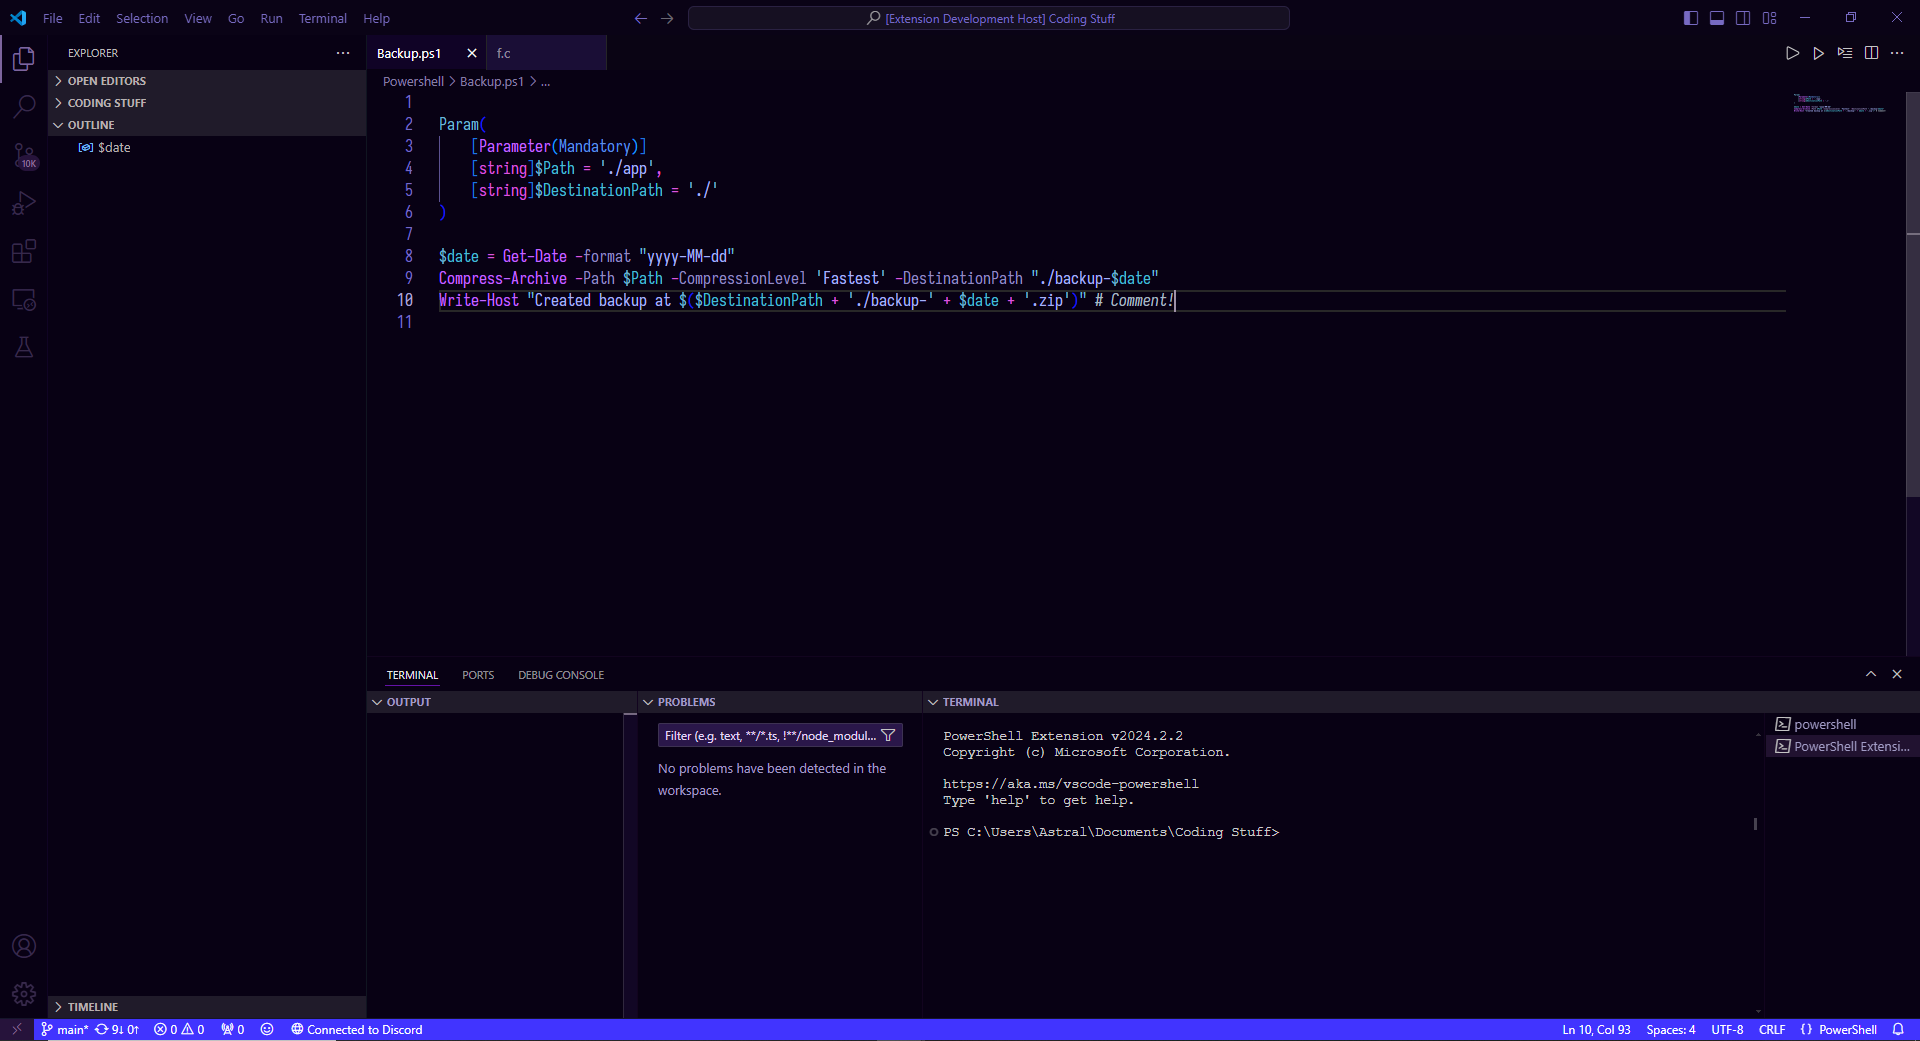 File Edit Selection View Go Run Terminal Help
[Extension Development Host] Coding Stuff
EXPLORER
OPEN EDITORS
CODING STUFF
OUTLINE
$date
10K
TIMELINE
Backup.ps1
f.c
Powershell > Backup.ps1 > ...
1
2 Param(
3 [Parameter(Mandatory)]
4 [string]$Path = './app',
5 [string]$DestinationPath = './'
6 )
7
8 $date = Get-Date -format "yyyy-MM-dd"
9 Compress-Archive -Path $Path -CompressionLevel 'Fastest' -DestinationPath "./backup-$date"
10 Write-Host "Created backup at $($DestinationPath + './backup-' + $date + '.zip')" # Comment!
11
TERMINAL PORTS DEBUG CONSOLE
OUTPUT
PROBLEMS
Filter (e.g. text, **/*.ts, !**/node_modul...
No problems have been detected in the
workspace.
TERMINAL
PowerShell Extension v2024.2.2
Copyright (c) Microsoft Corporation.
https://aka.ms/vscode-powershell
Type 'help' to get help.
PS C:\Users\Astral\Documents\Coding Stuff>
powershell
PowerShell Extensi...
main* 9↓ 0↑ 0 0 0 Connected to Discord
Ln 10, Col 93 Spaces: 4 UTF-8 CRLF {} PowerShell